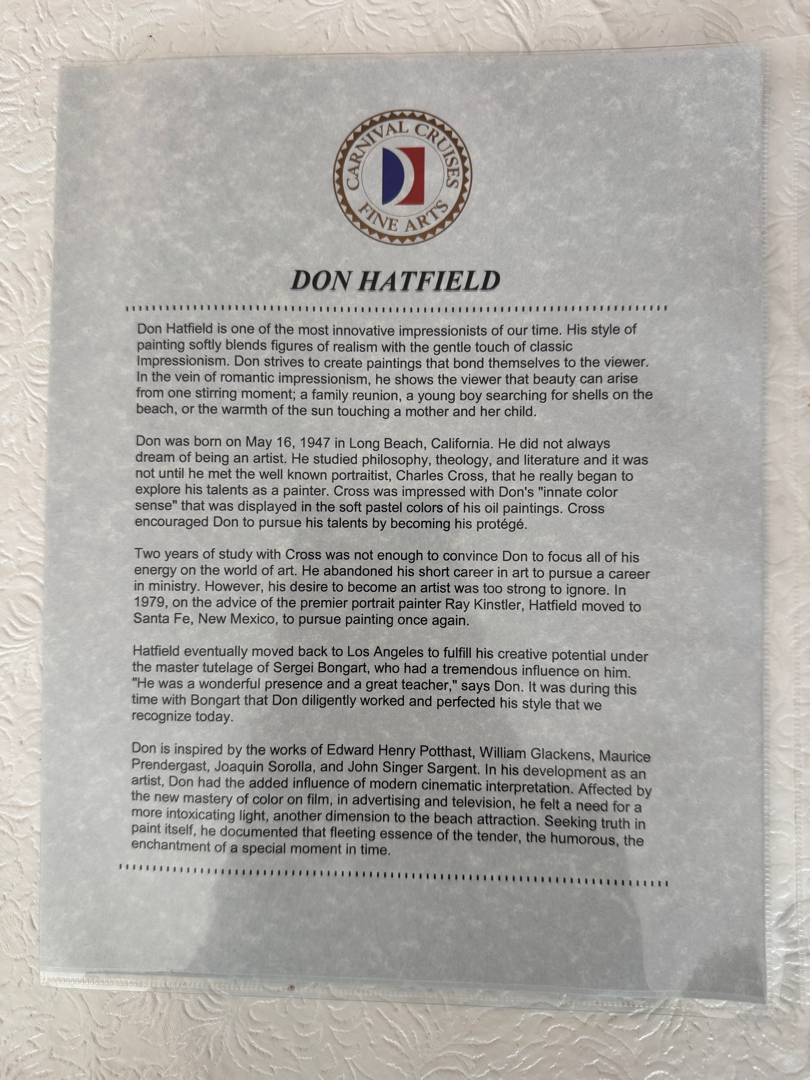 CARNIVAL CRUISES
FINE ARTS
DON HATFIELD
Don Hatfield is one of the most innovative impressionists of our time. His style of
painting softly blends figures of realism with the gentle touch of classic
Impressionism. Don strives to create paintings that bond themselves to the viewer.
In the vein of romantic impressionism, he shows the viewer that beauty can arise
from one stirring moment; a family reunion, a young boy searching for shells on the
beach, or the warmth of the sun touching a mother and her child.
Don was born on May 16, 1947 in Long Beach, California. He did not always
dream of being an artist. He studied philosophy, theology, and literature and it was
not until he met the well known portraitist, Charles Cross, that he really began to
explore his talents as a painter. Cross was impressed with Don's "innate color
sense" that was displayed in the soft pastel colors of his oil paintings. Cross
encouraged Don to pursue his talents by becoming his protégé.
Two years of study with Cross was not enough to convince Don to focus all of his
energy on the world of art. He abandoned his short career in art to pursue a career
in ministry. However, his desire to become an artist was too strong to ignore. In
1979, on the advice of the premier portrait painter Ray Kinstler, Hatfield moved to
Santa Fe, New Mexico, to pursue painting once again.
Hatfield eventually moved back to Los Angeles to fulfill his creative potential under
the master tutelage of Sergei Bongart, who had a tremendous influence on him.
"He was a wonderful presence and a great teacher," says Don. It was during this
time with Bongart that Don diligently worked and perfected his style that we
recognize today.
Don is inspired by the works of Edward Henry Potthast, William Glackens, Maurice
Prendergast, Joaquin Sorolla, and John Singer Sargent. In his development as an
artist, Don had the added influence of modern cinematic interpretation. Affected by
the new mastery of color on film, in advertising and television, he felt a need for a
more intoxicating light, another dimension to the beach attraction. Seeking truth in
paint itself, he documented that fleeting essence of the tender, the humorous, the
enchantment of a special moment in time.